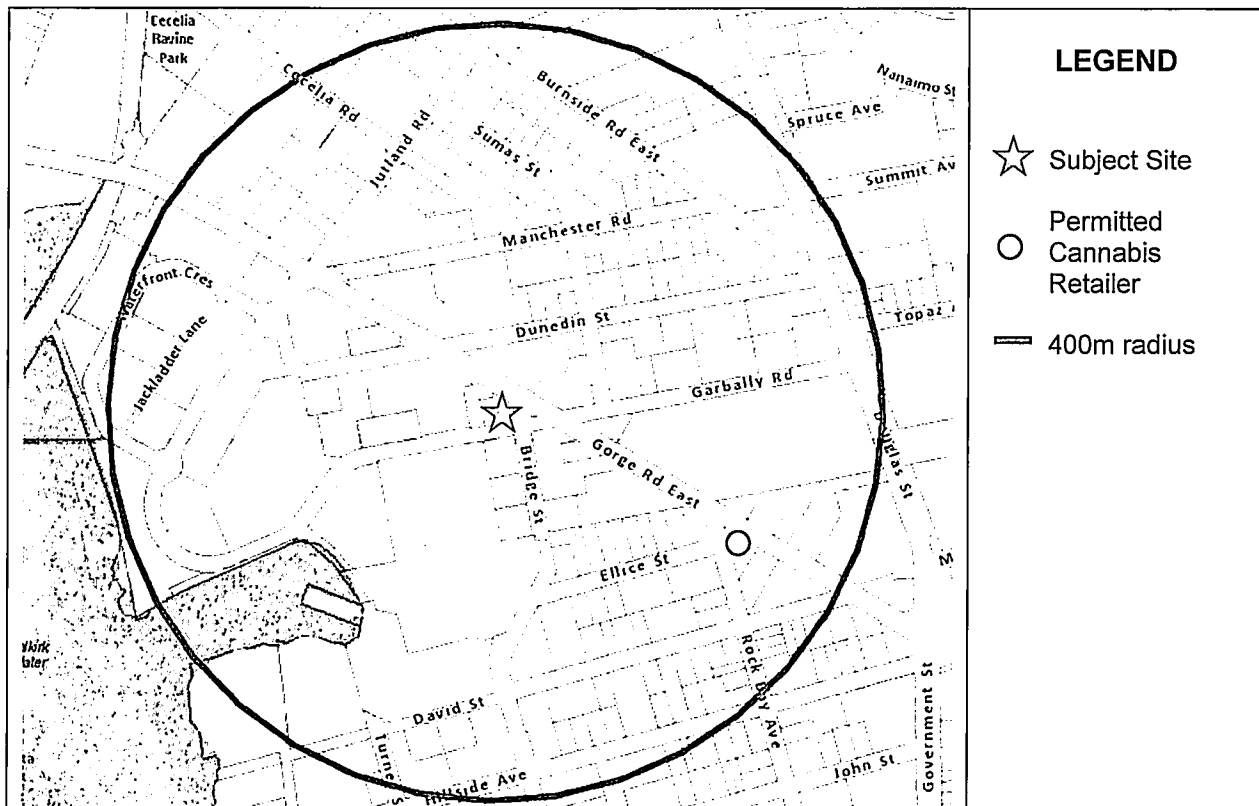 Cecelia
Ravine
Park
Cecelia Rd
Jutland Rd
Sumas St
Burnside Rd East
Nanaimo St
Spruce Ave
Summit Av
Manchester Rd
Waterfront Cres
Jackladder Lane
Dunedin St
Topaz
Garbally Rd
Douglas St
Gorge Rd East
Bridge St
Ellice St
M
Rock Bay Ave
David St
Turne
S
Hillside Ave
John St
Government St
LEGEND
Subject Site
Permitted
Cannabis
Retailer
400m radius